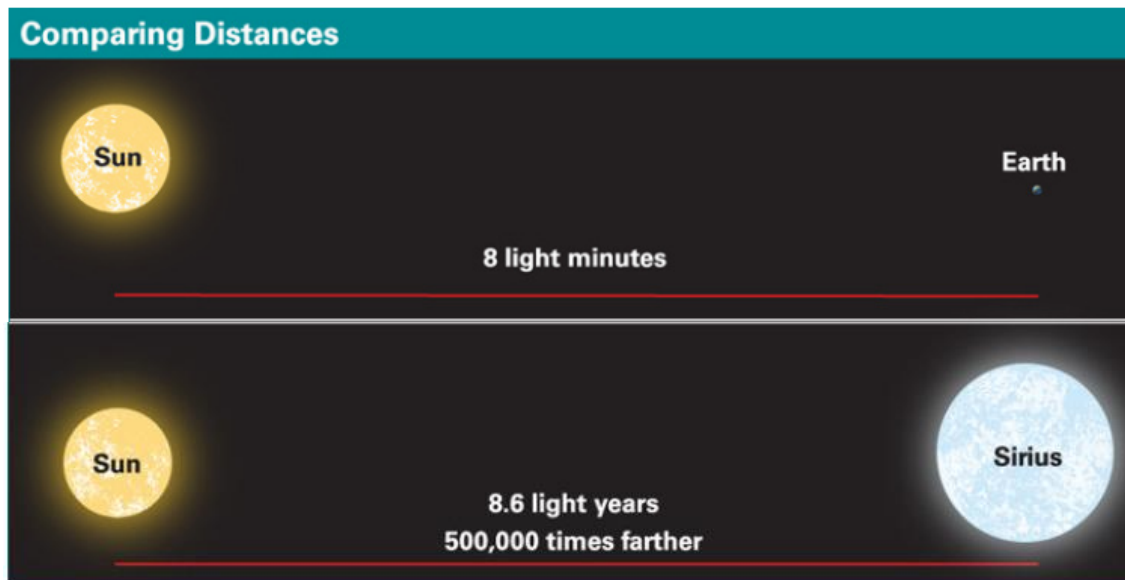 Comparing Distances
Sun
Earth
8 light minutes
Sun
Sirius
8.6 light years
500,000 times farther